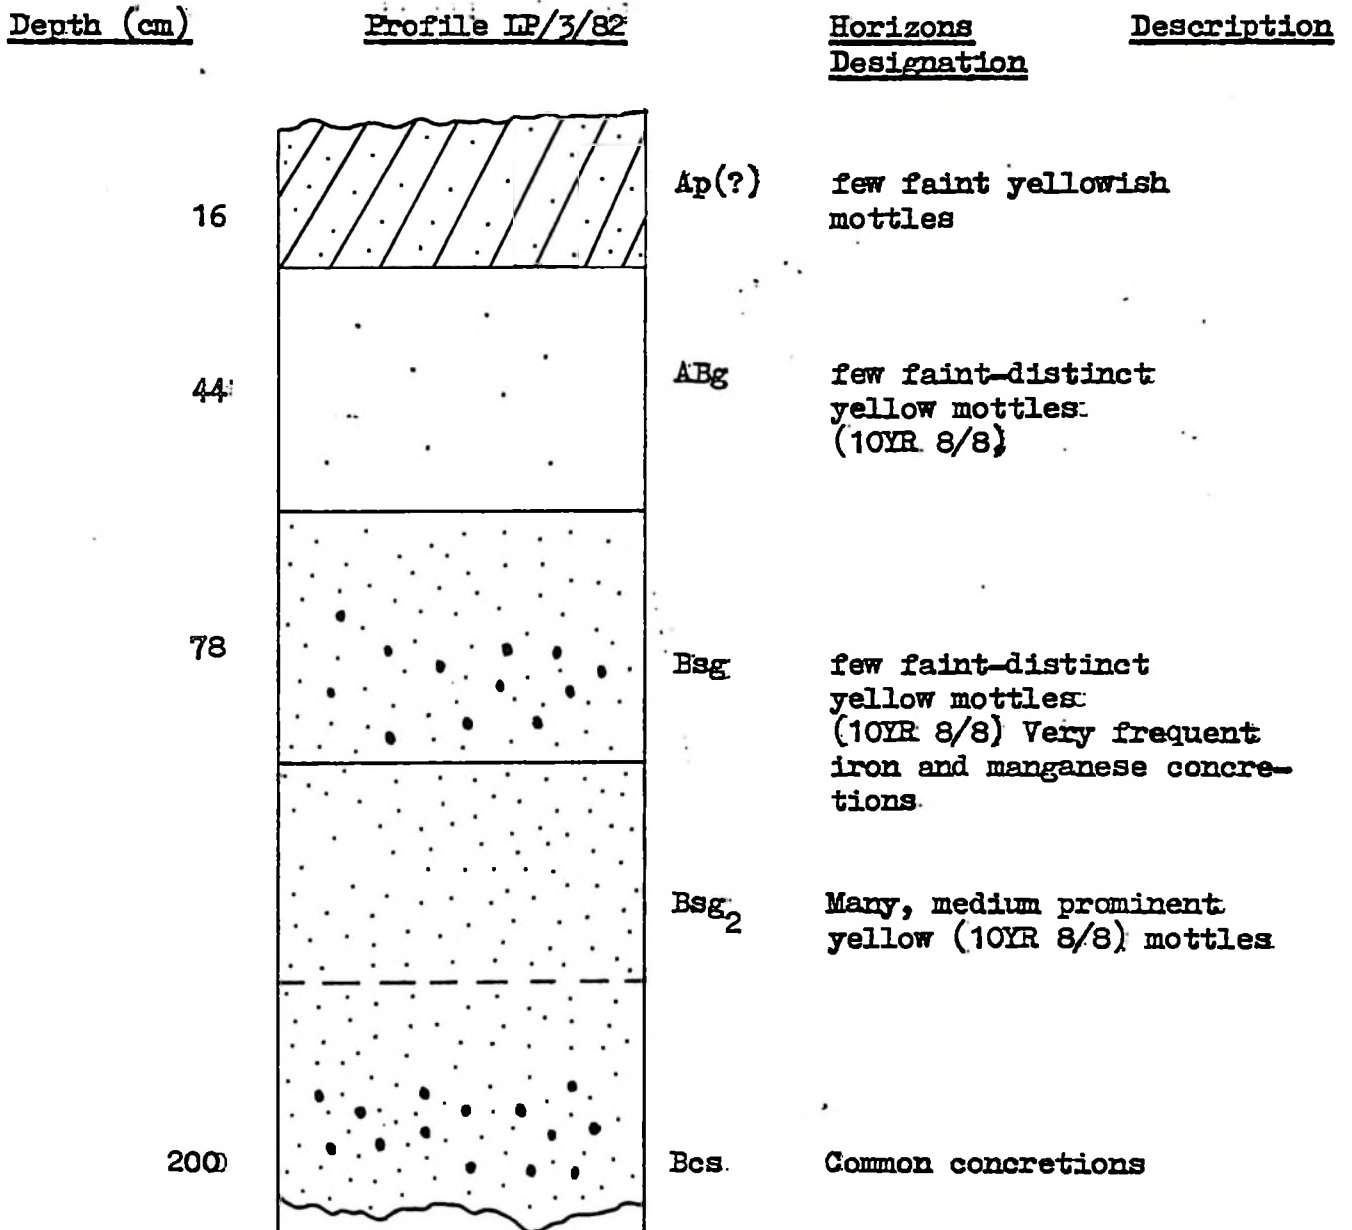 Depth (cm) Profile LP/3/82 Horizons Description
Designation
Ap(?) few faint yellowish
16 mottles
44 ABg few faint-distinct
yellow mottles
(10YR 8/8)
78 Bsg few faint-distinct
yellow mottles
(10YR 8/8) Very frequent
iron and manganese concre-
tions
Bsg2 Many, medium prominent
yellow (10YR 8/8) mottles
200 Bcs Common concretions